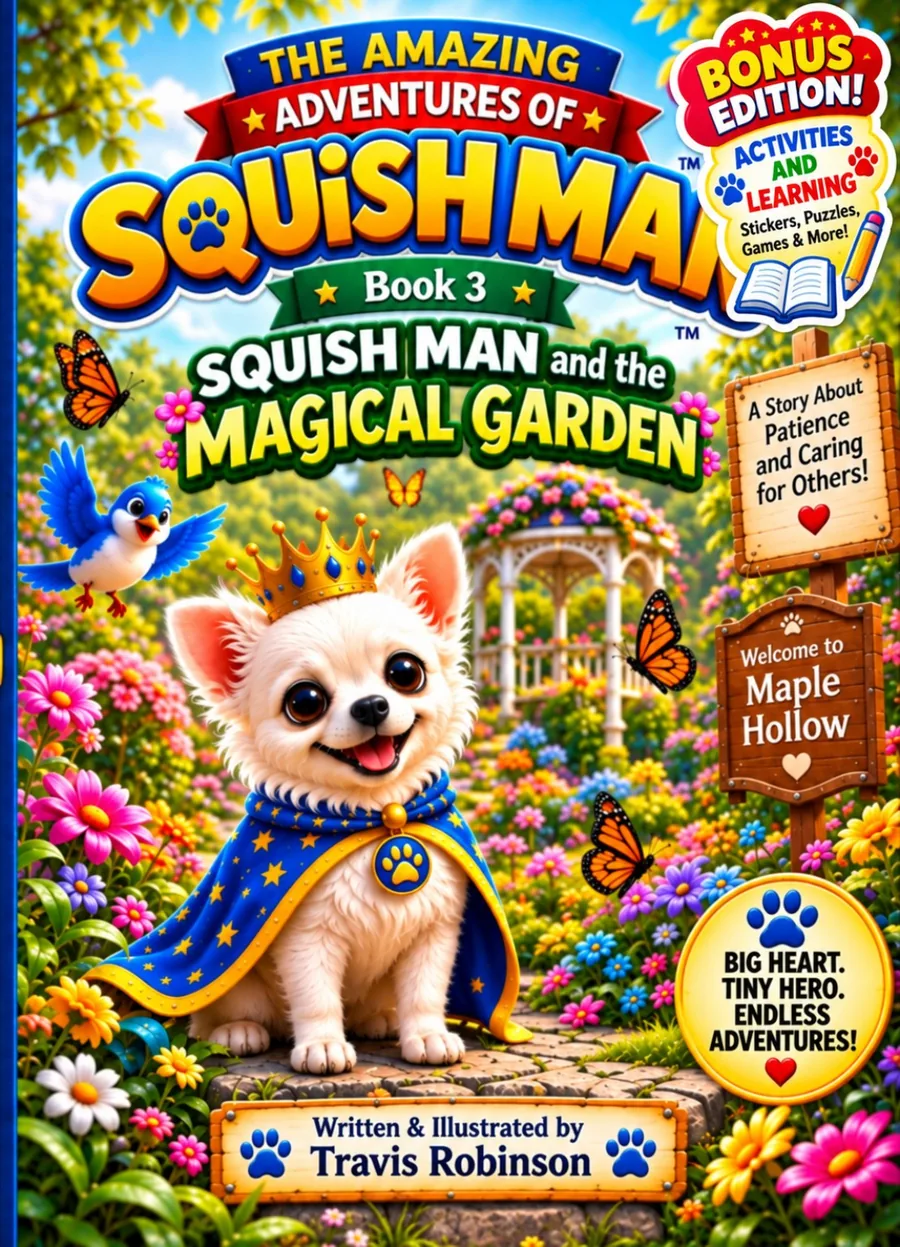 THE AMAZING
ADVENTURES OF
SQUiSH MAN
TM
Book 3
TM
SQUISH MAN and the
MAGICAL GARDEN
BONUS
EDITION!
ACTIVITIES
AND
LEARNING
Stickers, Puzzles,
Games & More!
A Story About
Patience
and Caring
for Others!
Welcome to
Maple
Hollow
BIG HEART.
TINY HERO.
ENDLESS
ADVENTURES!
Written & Illustrated by
Travis Robinson